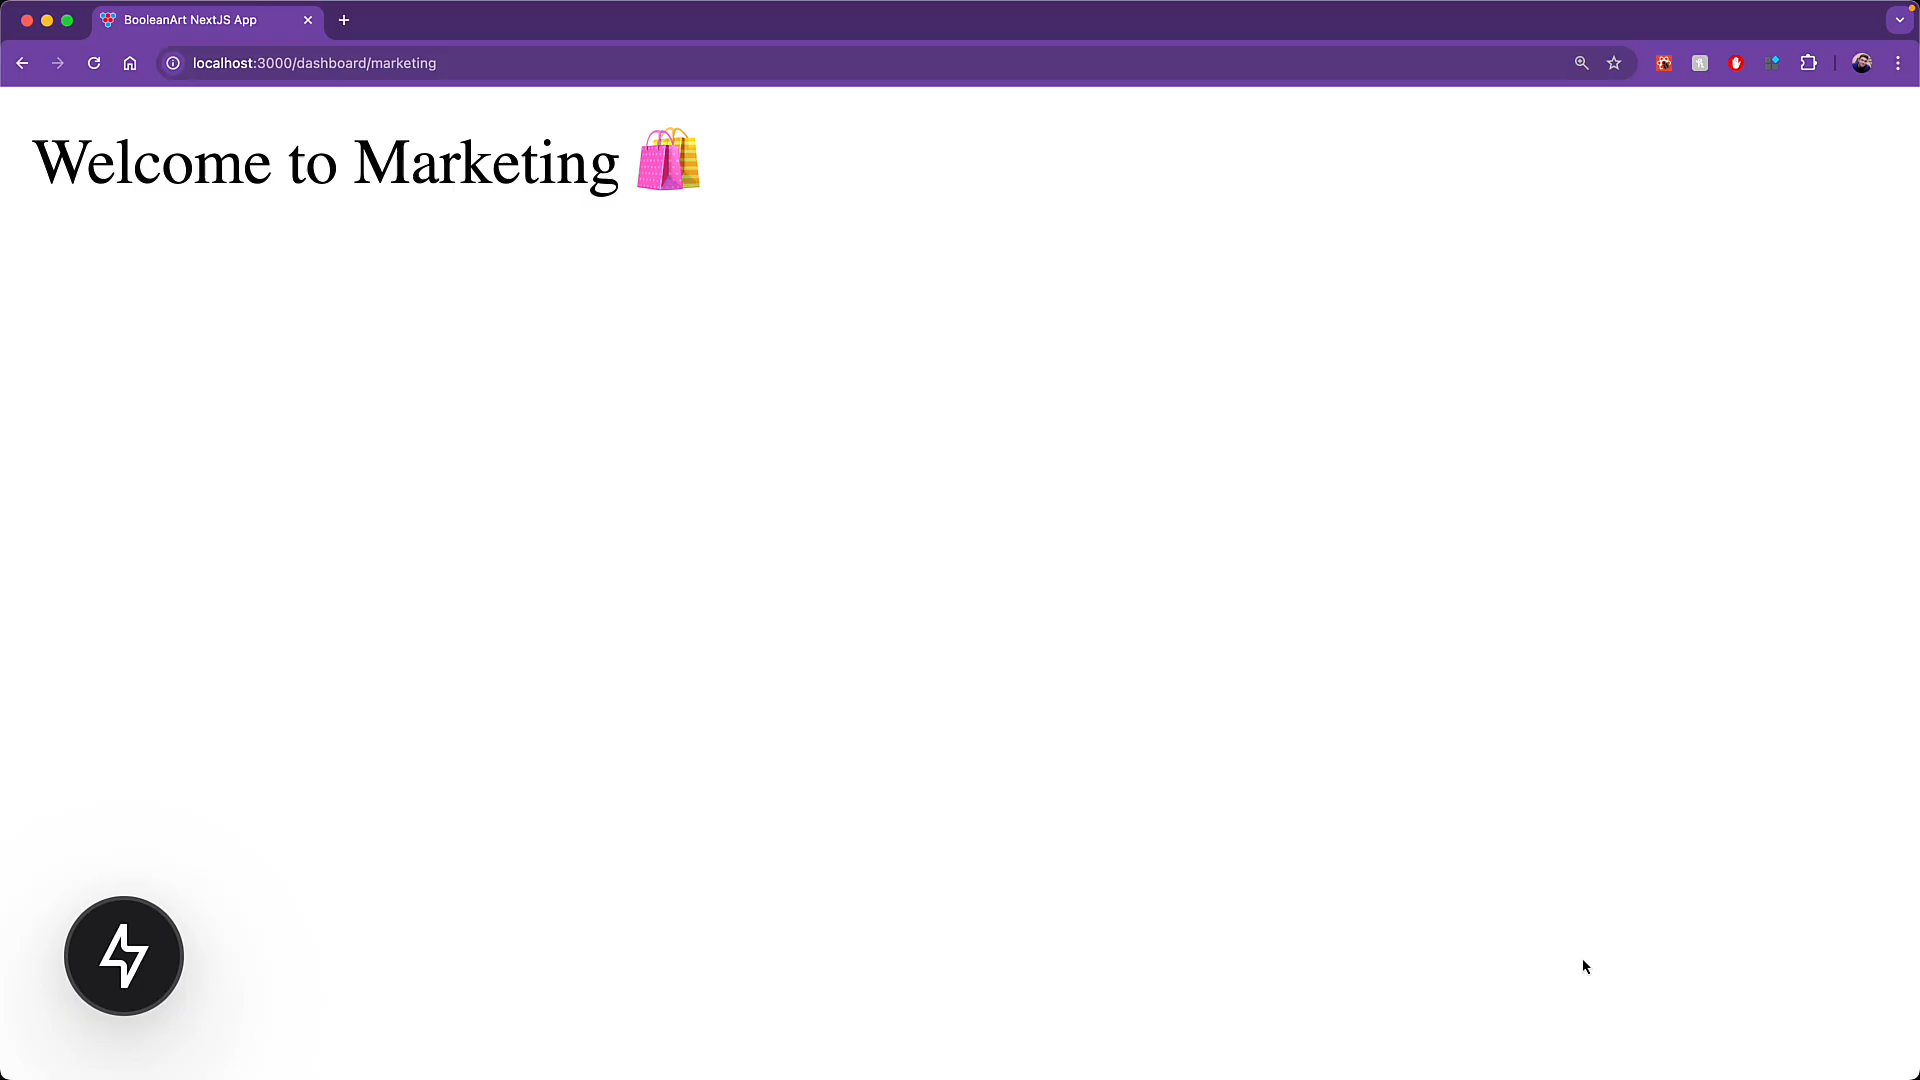 BooleanArt NextJS App
localhost:3000/dashboard/marketing
Welcome to Marketing 🛍️